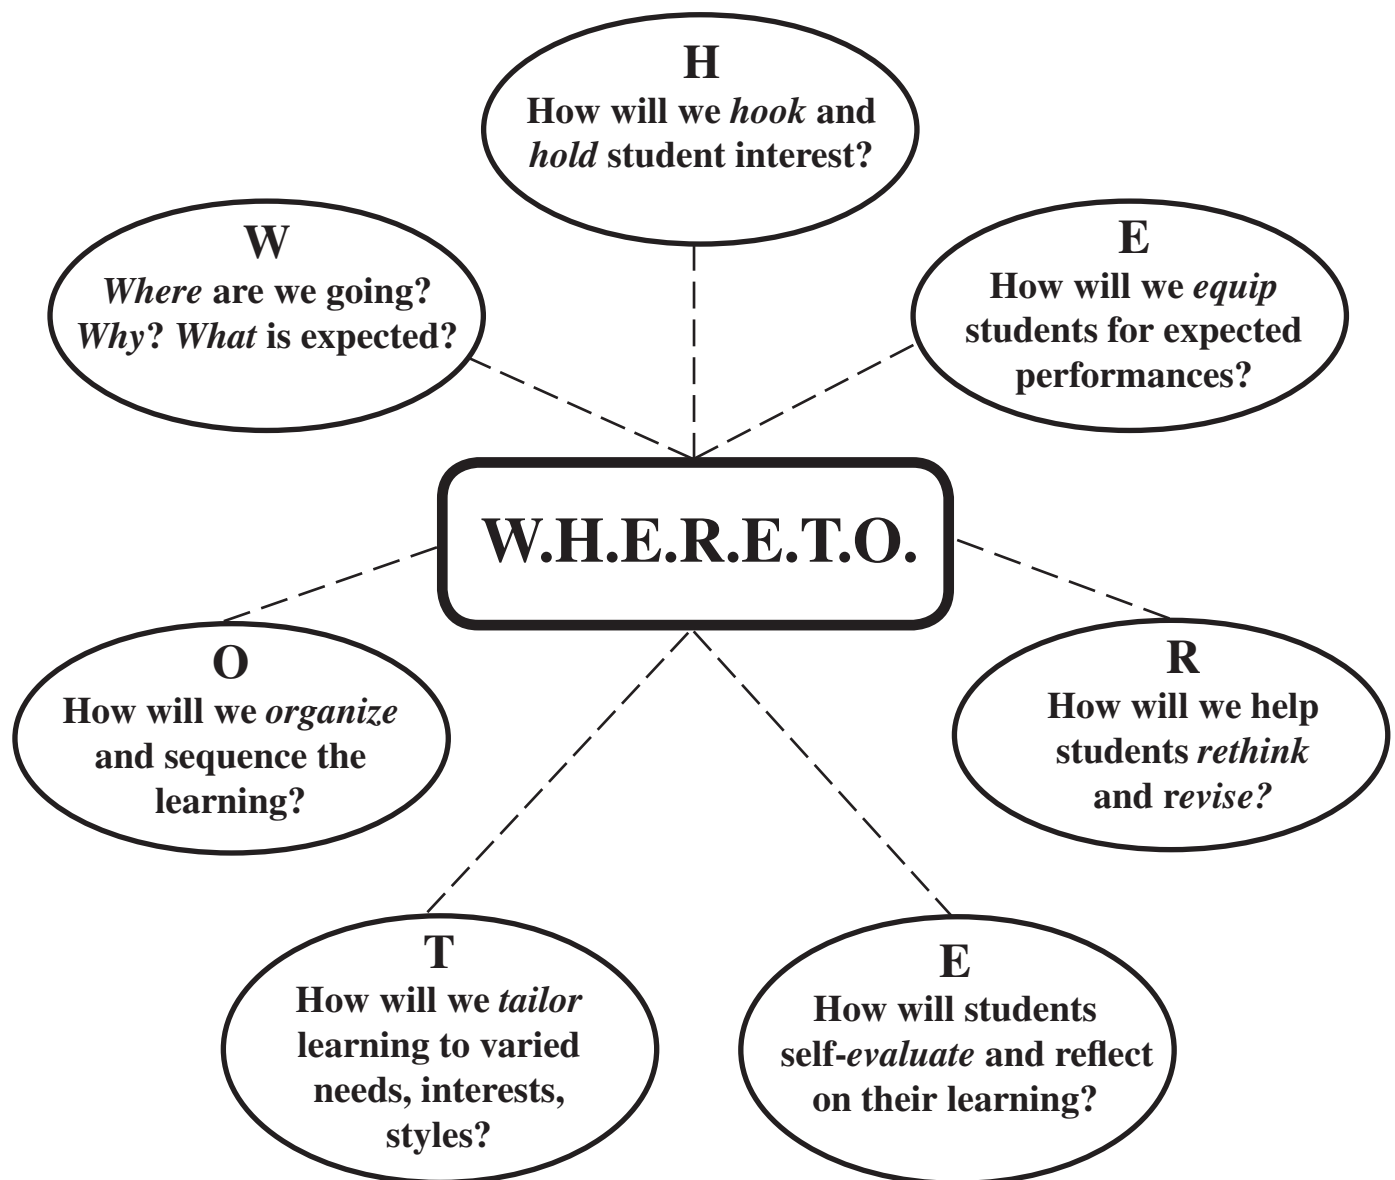 H
How will we hook and
hold student interest?
W
Where are we going?
Why? What is expected?
E
How will we equip
students for expected
performances?
W.H.E.R.E.T.O.
O
How will we organize
and sequence the
learning?
R
How will we help
students rethink
and revise?
T
How will we tailor
learning to varied
needs, interests,
styles?
E
How will students
self-evaluate and reflect
on their learning?